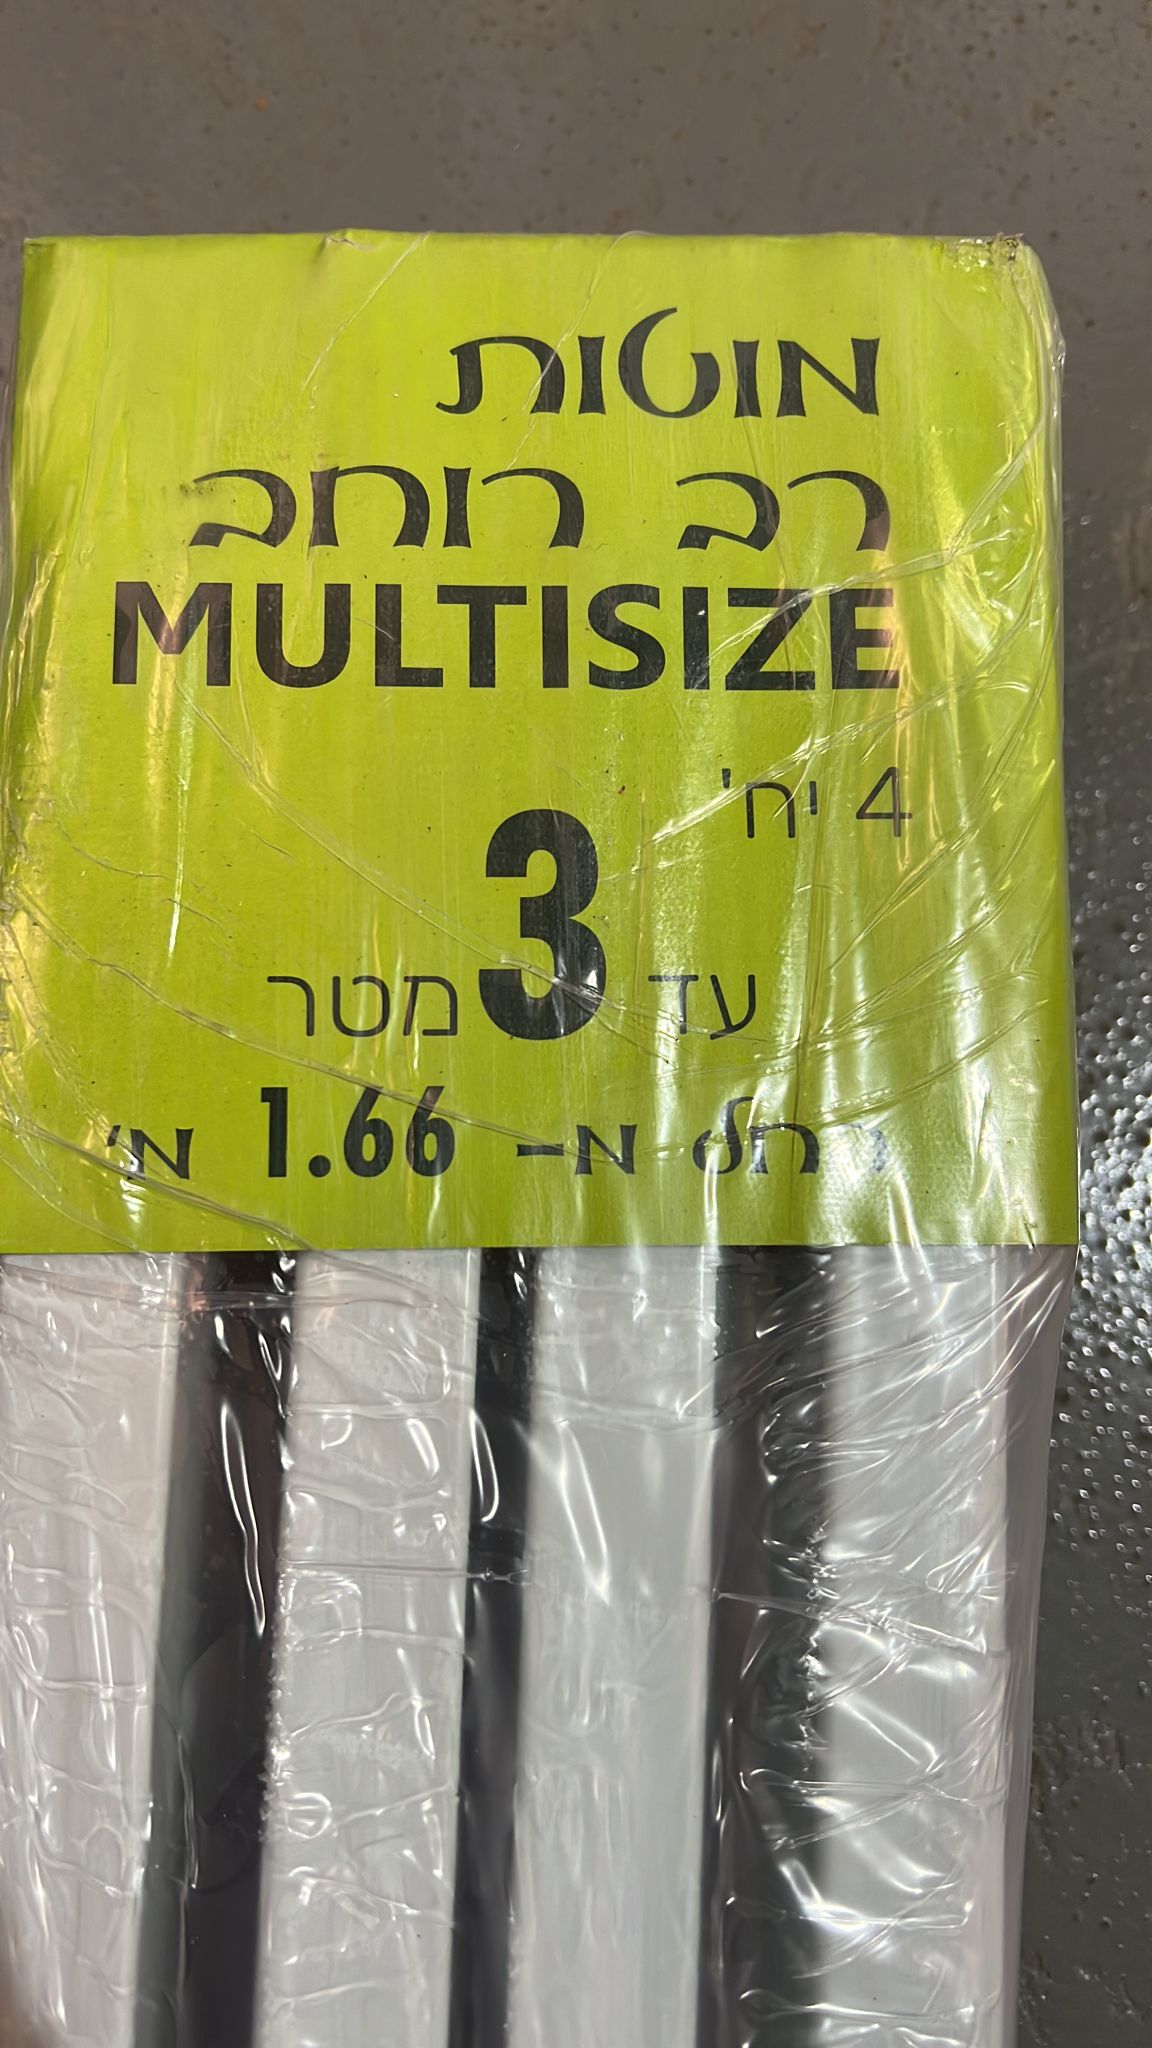 מוטות
רב רוחב
MULTISIZE
4 יח'
עד 3 מטר
החל מ- 1.66 מ'